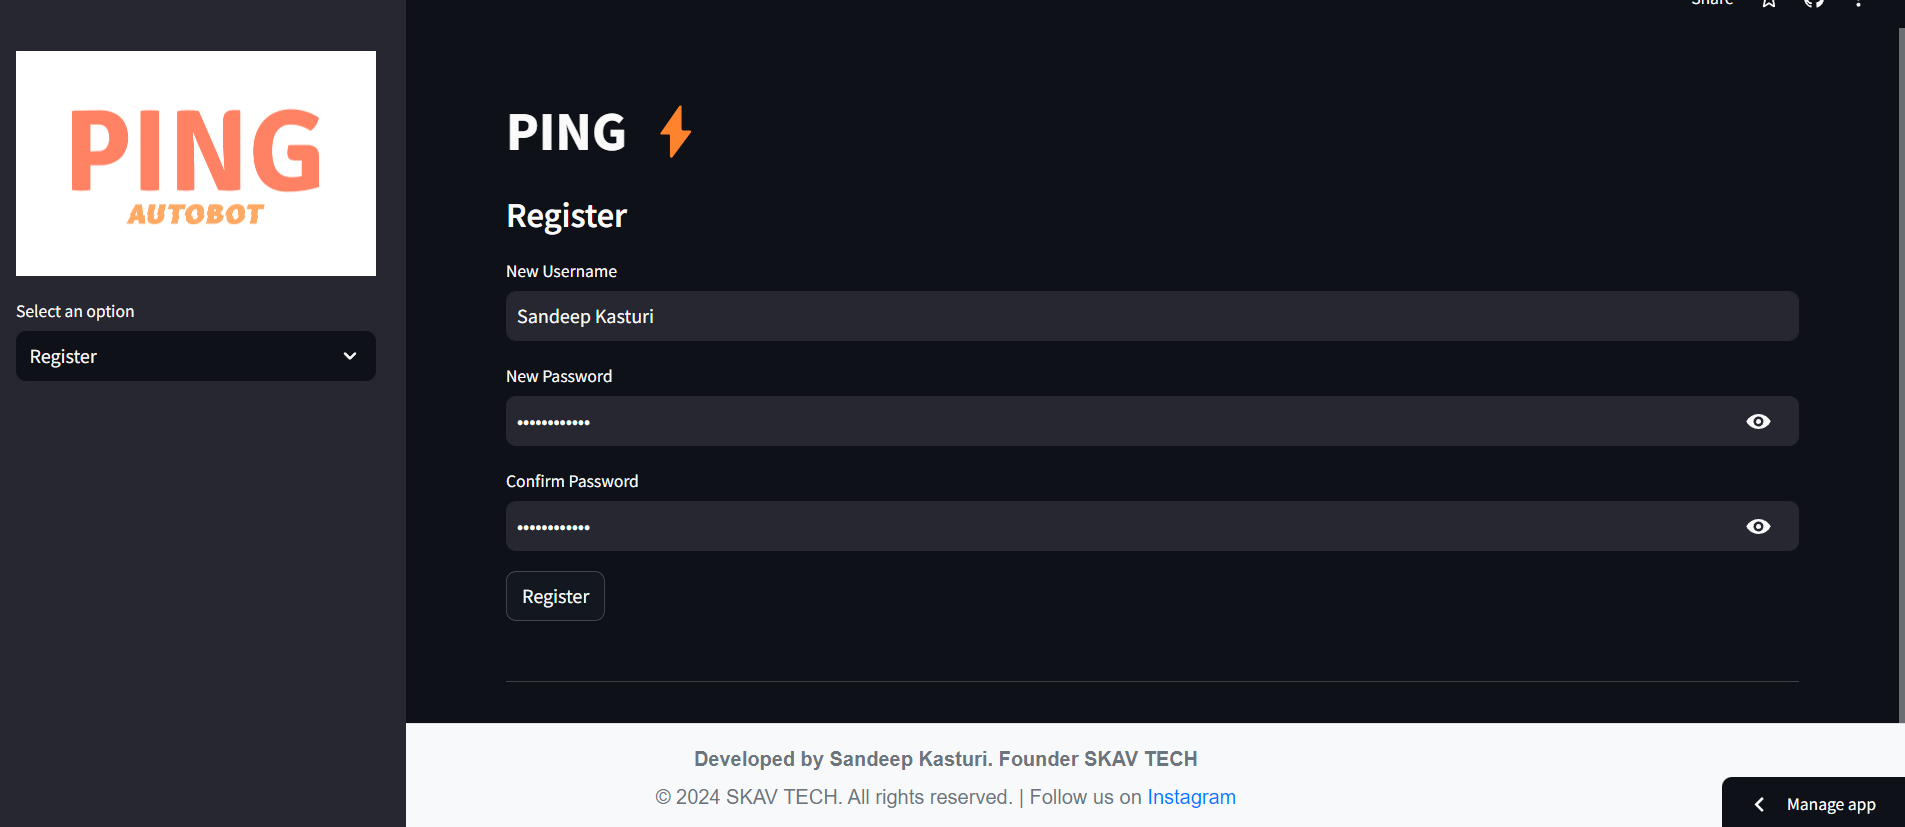 Share
PING
AUTOBOT
Select an option
Register
PING
Register
New Username
Sandeep Kasturi
New Password
••••••••••••
Confirm Password
••••••••••••
Register
Developed by Sandeep Kasturi. Founder SKAV TECH
© 2024 SKAV TECH. All rights reserved. | Follow us on Instagram
Manage app